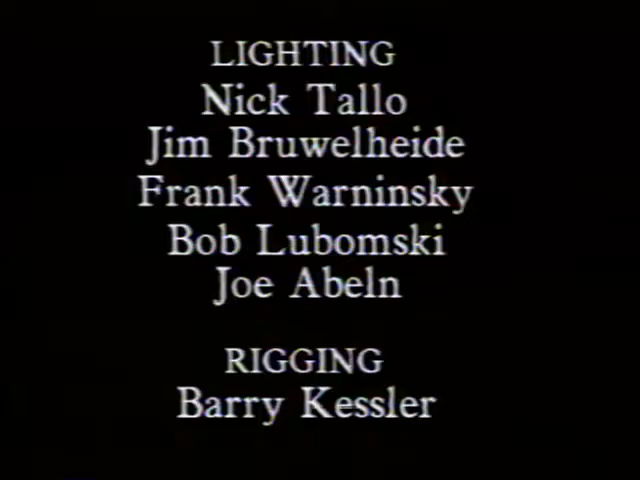 LIGHTING
Nick Tallo
Jim Bruwelheide
Frank Warninsky
Bob Lubomski
Joe Abeln
RIGGING
Barry Kessler